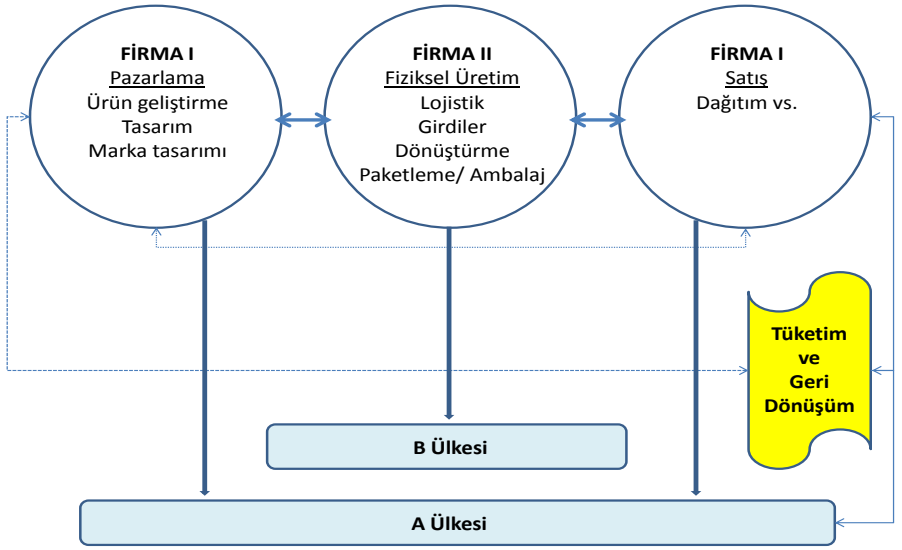 FİRMA I
Pazarlama
Ürün geliştirme
Tasarım
Marka tasarımı
FİRMA II
Fiziksel Üretim
Lojistik
Girdiler
Dönüştürme
Paketleme/ Ambalaj
FİRMA I
Satış
Dağıtım vs.
Tüketim
ve
Geri
Dönüşüm
B Ülkesi
A Ülkesi